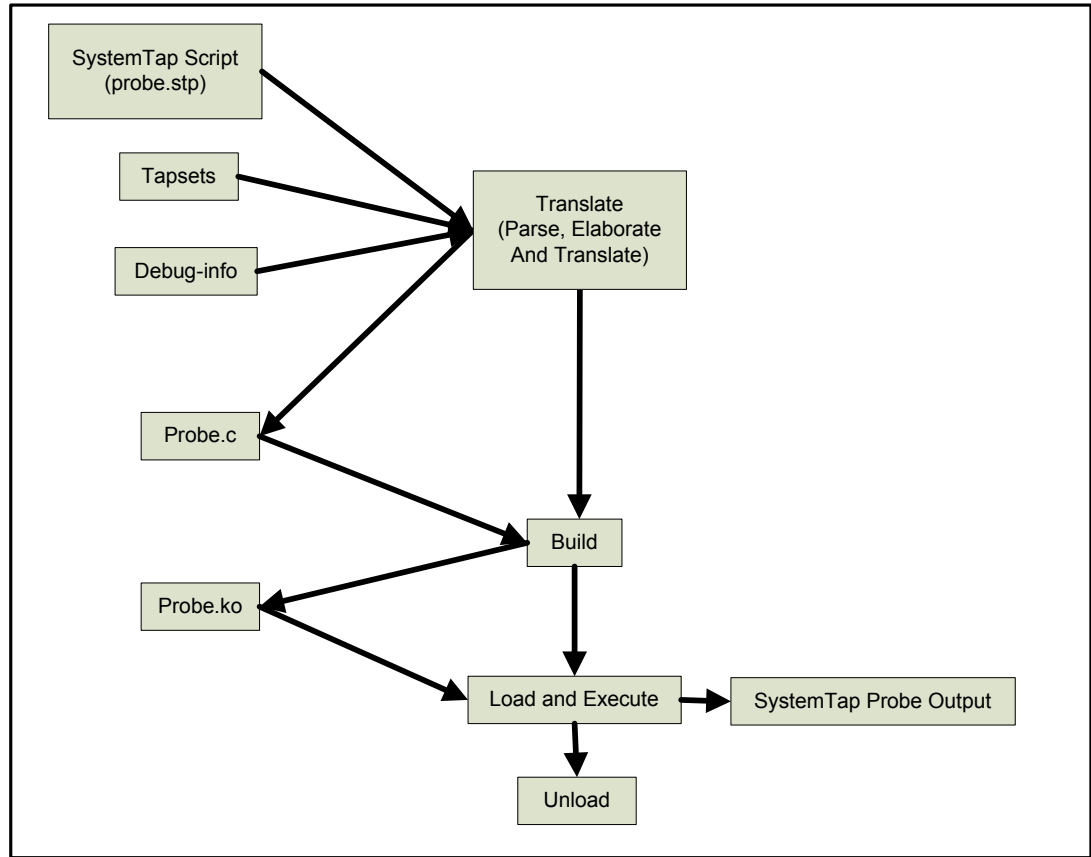 SystemTap Script
(probe.stp)
Tapsets
Translate
(Parse, Elaborate
And Translate)
Debug-info
Probe.c
Build
Probe.ko
Load and Execute
SystemTap Probe Output
Unload